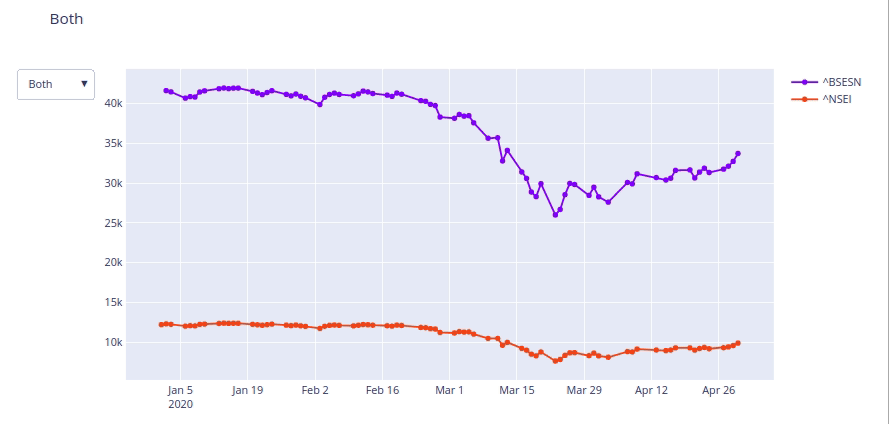 Both
Both ▼
^BSESN
^NSEI
40k
35k
30k
25k
20k
15k
10k
Jan 5 Jan 19 Feb 2 Feb 16 Mar 1 Mar 15 Mar 29 Apr 12 Apr 26
2020